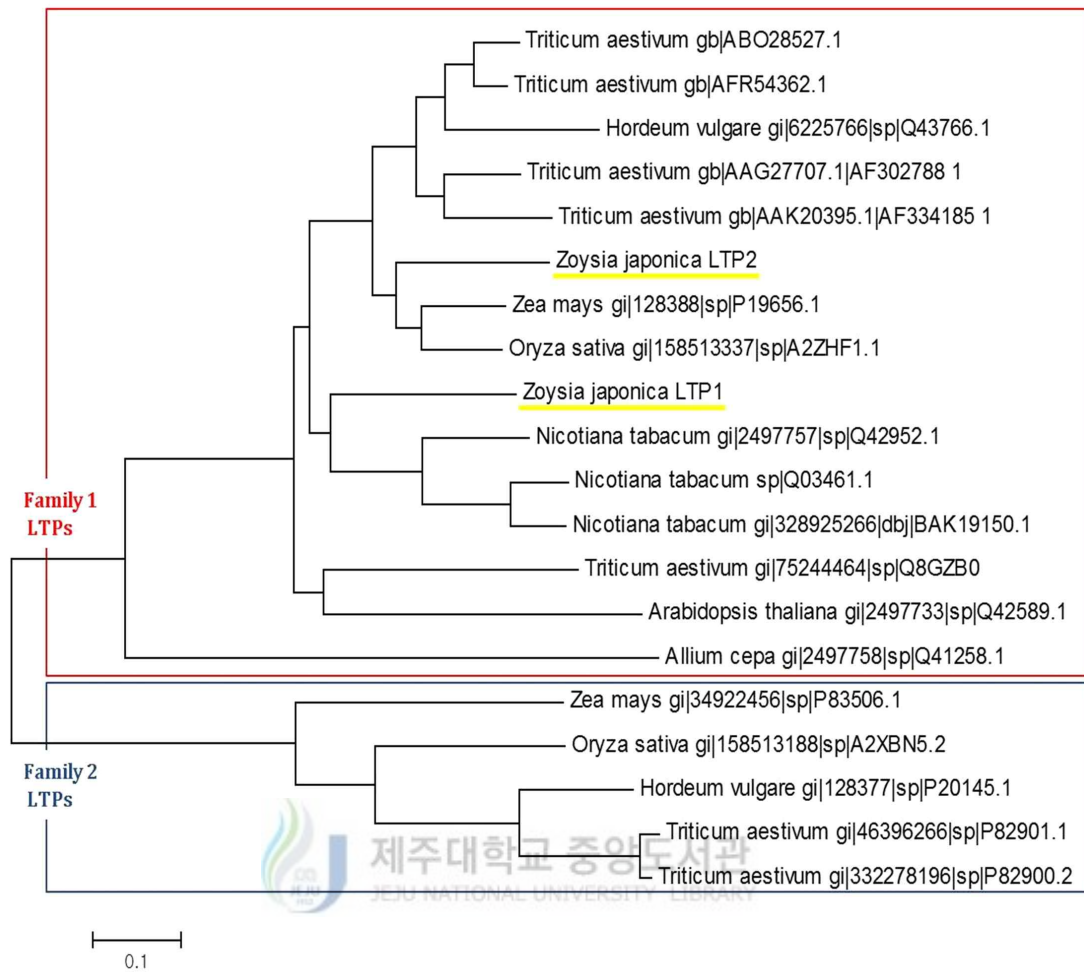 Triticum aestivum gb|ABO28527.1
Triticum aestivum gb|AFR54362.1
Hordeum vulgare gi|6225766|sp|Q43766.1
Triticum aestivum gb|AAG27707.1|AF302788 1
Triticum aestivum gb|AAK20395.1|AF334185 1
Zoysia japonica LTP2
Zea mays gi|128388|sp|P19656.1
Oryza sativa gi|158513337|sp|A2ZHF1.1
Zoysia japonica LTP1
Nicotiana tabacum gi|2497757|sp|Q42952.1
Nicotiana tabacum sp|Q03461.1
Nicotiana tabacum gi|328925266|dbj|BAK19150.1
Triticum aestivum gi|75244464|sp|Q8GZB0
Arabidopsis thaliana gi|2497733|sp|Q42589.1
Allium cepa gi|2497758|sp|Q41258.1
Family 1
LTPs
Zea mays gi|34922456|sp|P83506.1
Oryza sativa gi|158513188|sp|A2XBN5.2
Hordeum vulgare gi|128377|sp|P20145.1
Triticum aestivum gi|46396266|sp|P82901.1
Triticum aestivum gi|332278196|sp|P82900.2
Family 2
LTPs
제주대학교 중앙도서관
JEJU NATIONAL UNIVERSITY LIBRARY
JEJU
0.1